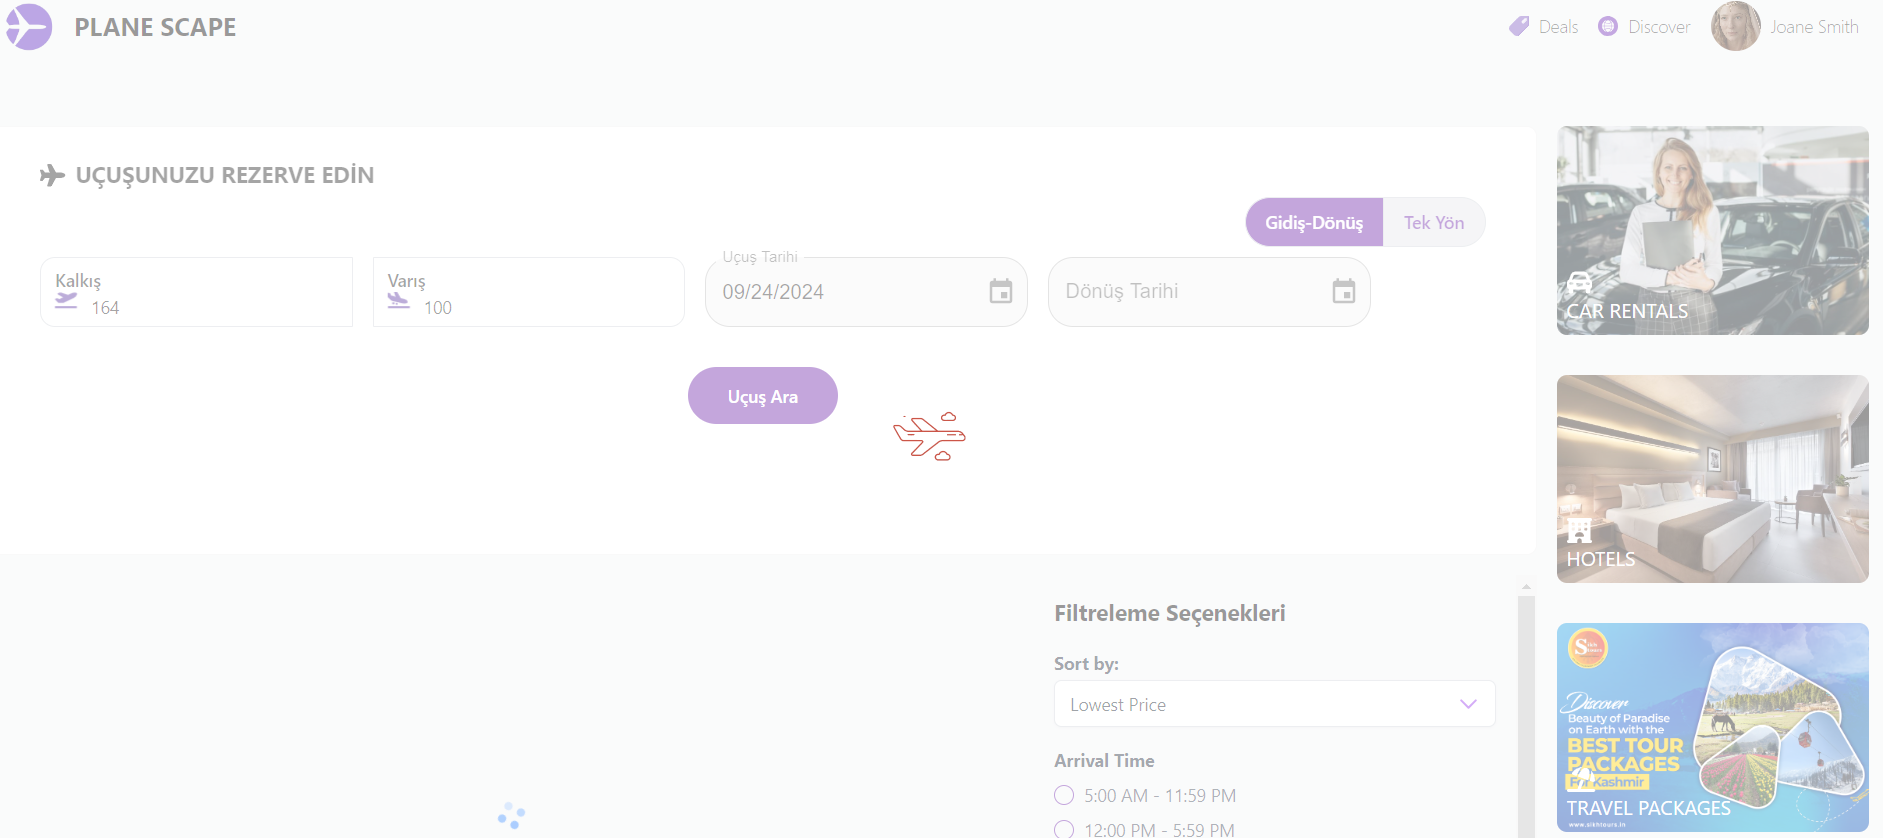 PLANE SCAPE
Deals
Discover
Joane Smith
UÇUŞUNUZU REZERVE EDİN
Gidiş-Dönüş
Tek Yön
Kalkış
164
Varış
100
Uçuş Tarihi
09/24/2024
Dönüş Tarihi
Uçuş Ara
CAR RENTALS
HOTELS
Filtreleme Seçenekleri
Sort by:
Lowest Price
Arrival Time
5:00 AM - 11:59 PM
12:00 PM - 5:59 PM
Discover
Beauty of Paradise
on Earth with the
BEST TOUR
PACKAGES
For Kashmir
TRAVEL PACKAGES
www.sikhtours.in